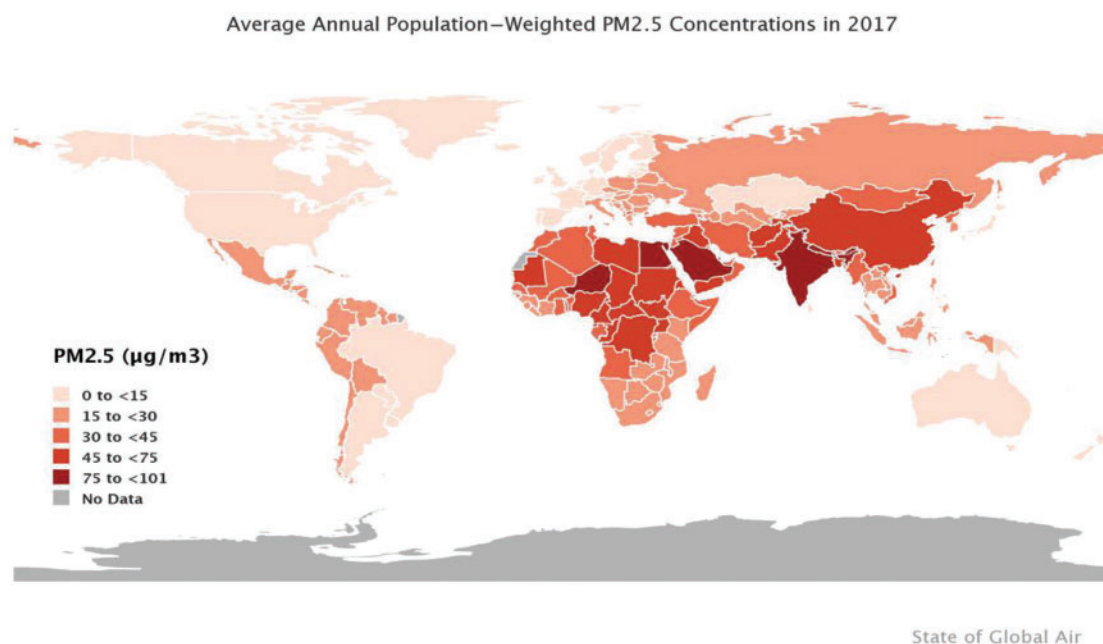 Average Annual Population-Weighted PM2.5 Concentrations in 2017
PM2.5 (µg/m3)
0 to <15
15 to <30
30 to <45
45 to <75
75 to <101
No Data
State of Global Air